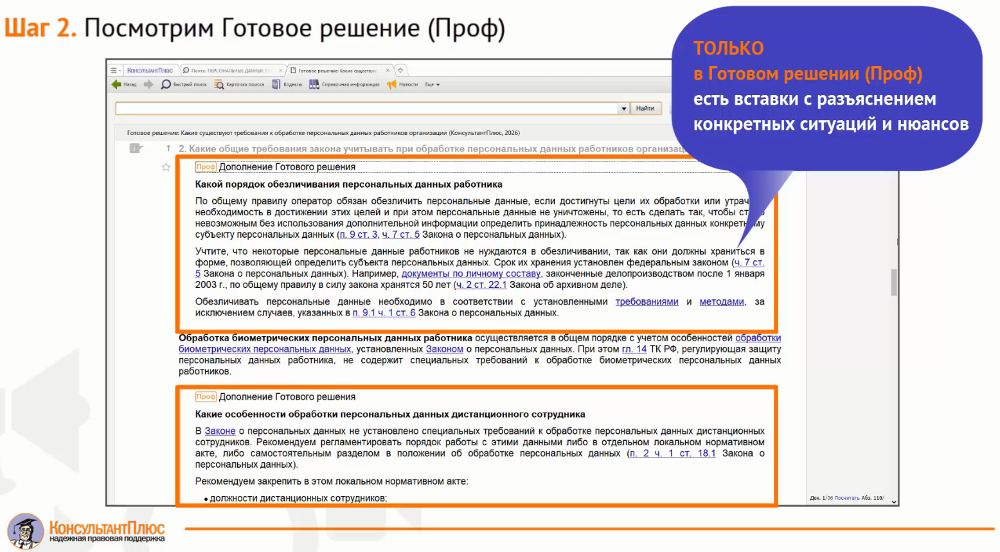 Шаг 2. Посмотрим Готовое решение (Проф)
ТОЛЬКО
в Готовом решении (Проф)
есть вставки с разъяснением
конкретных ситуаций и нюансов
КонсультантПлюс Поиск: ПЕРСОНАЛЬНЫЕ ДАННЫЕ Готовое решение: Какие существую
Назад Быстрый поиск Карточка поиска Кодексы Справочная информация Новости Еще
Найти
Готовое решение: Какие существуют требования к обработке персональных данных работников организации (КонсультантПлюс, 2026)
2. Какие общие требования закона учитывать при обработке персональных данных работников организац
Проф Дополнение Готового решения
Какой порядок обезличивания персональных данных работника
По общему правилу оператор обязан обезличить персональные данные, если достигнуты цели их обработки или утрач
необходимость в достижении этих целей и при этом персональные данные не уничтожены, то есть сделать так, чтобы ст
невозможным без использования дополнительной информации определить принадлежность персональных данных конкретному
субъекту персональных данных (п. 9 ст. 3, ч. 7 ст. 5 Закона о персональных данных).
Учтите, что некоторые персональные данные работников не нуждаются в обезличивании, так как они должны храниться в
форме, позволяющей определить субъекта персональных данных. Срок их хранения установлен федеральным законом (ч. 7 ст.
5 Закона о персональных данных). Например, документы по личному составу, законченные делопроизводством после 1 января
2003 г., по общему правилу в силу закона хранятся 50 лет (ч. 2 ст. 22.1 Закона об архивном деле).
Обезличивать персональные данные необходимо в соответствии с установленными требованиями и методами, за
исключением случаев, указанных в п. 9.1 ч. 1 ст. 6 Закона о персональных данных.
Обработка биометрических персональных данных работника осуществляется в общем порядке с учетом особенностей обработки
биометрических персональных данных, установленных Законом о персональных данных. При этом гл. 14 ТК РФ, регулирующая защиту
персональных данных работника, не содержит специальных требований к обработке биометрических персональных данных
работников.
Проф Дополнение Готового решения
Какие особенности обработки персональных данных дистанционного сотрудника
В Законе о персональных данных не установлено специальных требований к обработке персональных данных дистанционных
сотрудников. Рекомендуем регламентировать порядок работы с этими данными либо в отдельном локальном нормативном
акте, либо самостоятельным разделом в положении об обработке персональных данных (п. 2 ч. 1 ст. 18.1 Закона о
персональных данных).
Рекомендуем закрепить в этом локальном нормативном акте:
• должности дистанционных сотрудников;
Док. 1/36 Посчитать Абз. 110/
КонсультантПлюс
надежная правовая поддержка